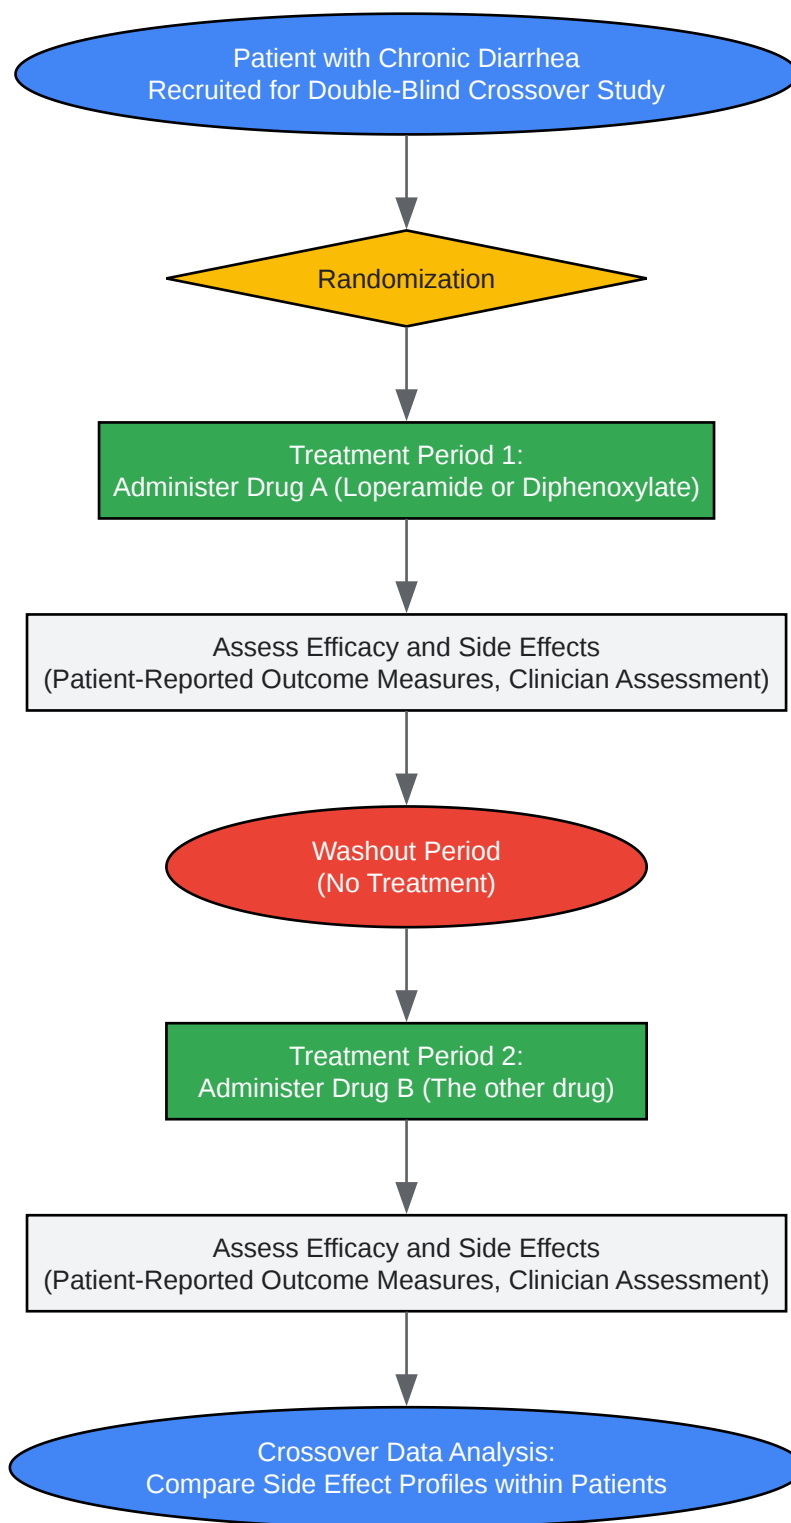 Patient with Chronic Diarrhea
Recruited for Double-Blind Crossover Study
Randomization
Treatment Period 1:
Administer Drug A (Loperamide or Diphenoxylate)
Assess Efficacy and Side Effects
(Patient-Reported Outcome Measures, Clinician Assessment)
Washout Period
(No Treatment)
Treatment Period 2:
Administer Drug B (The other drug)
Assess Efficacy and Side Effects
(Patient-Reported Outcome Measures, Clinician Assessment)
Crossover Data Analysis:
Compare Side Effect Profiles within Patients